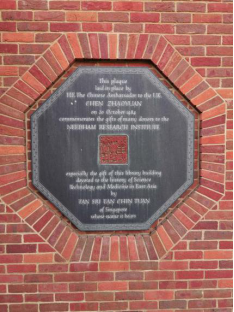 This plaque
laid in place by
H.E. The Chinese Ambassador to the U.K.
CHEN ZHAOYUAN
on 20 October 1984
commemorates the gifts of many donors to the
NEEDHAM RESEARCH INSTITUTE
especially the gift of this library building
devoted to the history of Science
Technology and Medicine in East Asia
by
TAN SRI TAN CHIN TUAN
of Singapore
whose name it bears